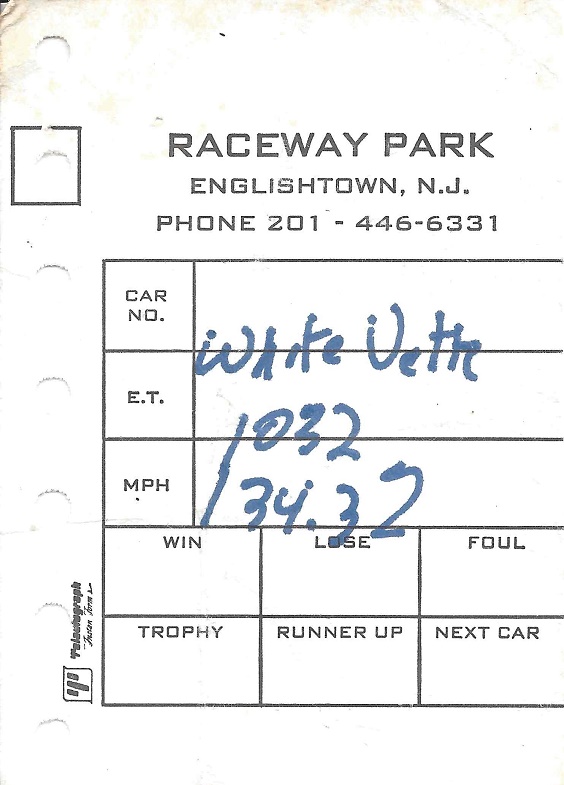 RACEWAY PARK
ENGLISHTOWN, N.J.
PHONE 201 - 446-6331
CAR NO.
White Vette
E.T.
1032
MPH
134.32
WIN LOSE FOUL
TROPHY RUNNER UP NEXT CAR
Telautograph